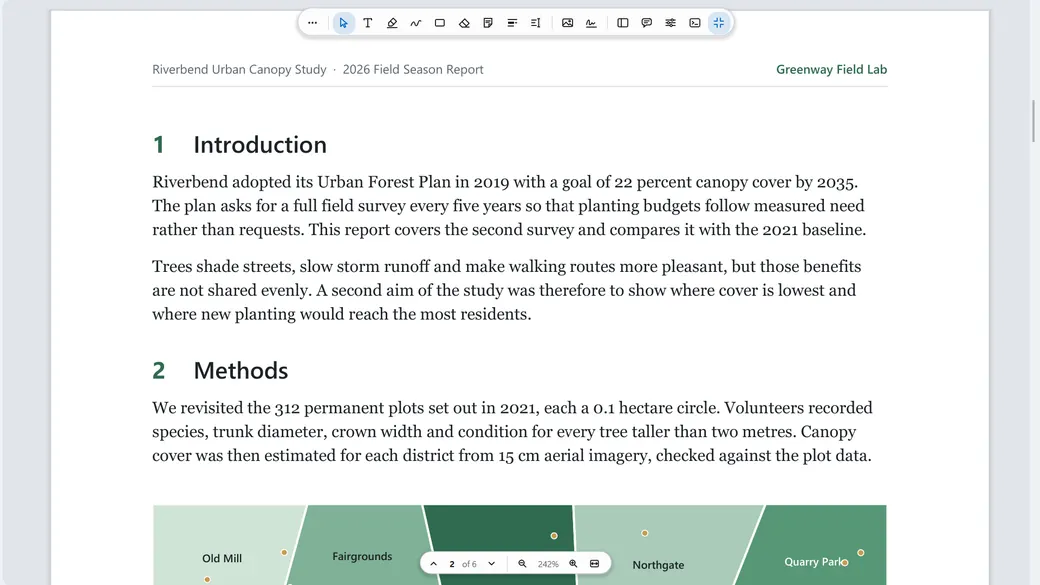 Riverbend Urban Canopy Study · 2026 Field Season Report
Greenway Field Lab
1 Introduction
Riverbend adopted its Urban Forest Plan in 2019 with a goal of 22 percent canopy cover by 2035.
The plan asks for a full field survey every five years so that planting budgets follow measured need
rather than requests. This report covers the second survey and compares it with the 2021 baseline.
Trees shade streets, slow storm runoff and make walking routes more pleasant, but those benefits
are not shared evenly. A second aim of the study was therefore to show where cover is lowest and
where new planting would reach the most residents.
2 Methods
We revisited the 312 permanent plots set out in 2021, each a 0.1 hectare circle. Volunteers recorded
species, trunk diameter, crown width and condition for every tree taller than two metres. Canopy
cover was then estimated for each district from 15 cm aerial imagery, checked against the plot data.
Old Mill
Fairgrounds
Northgate
Quarry Park
2 of 6
242%